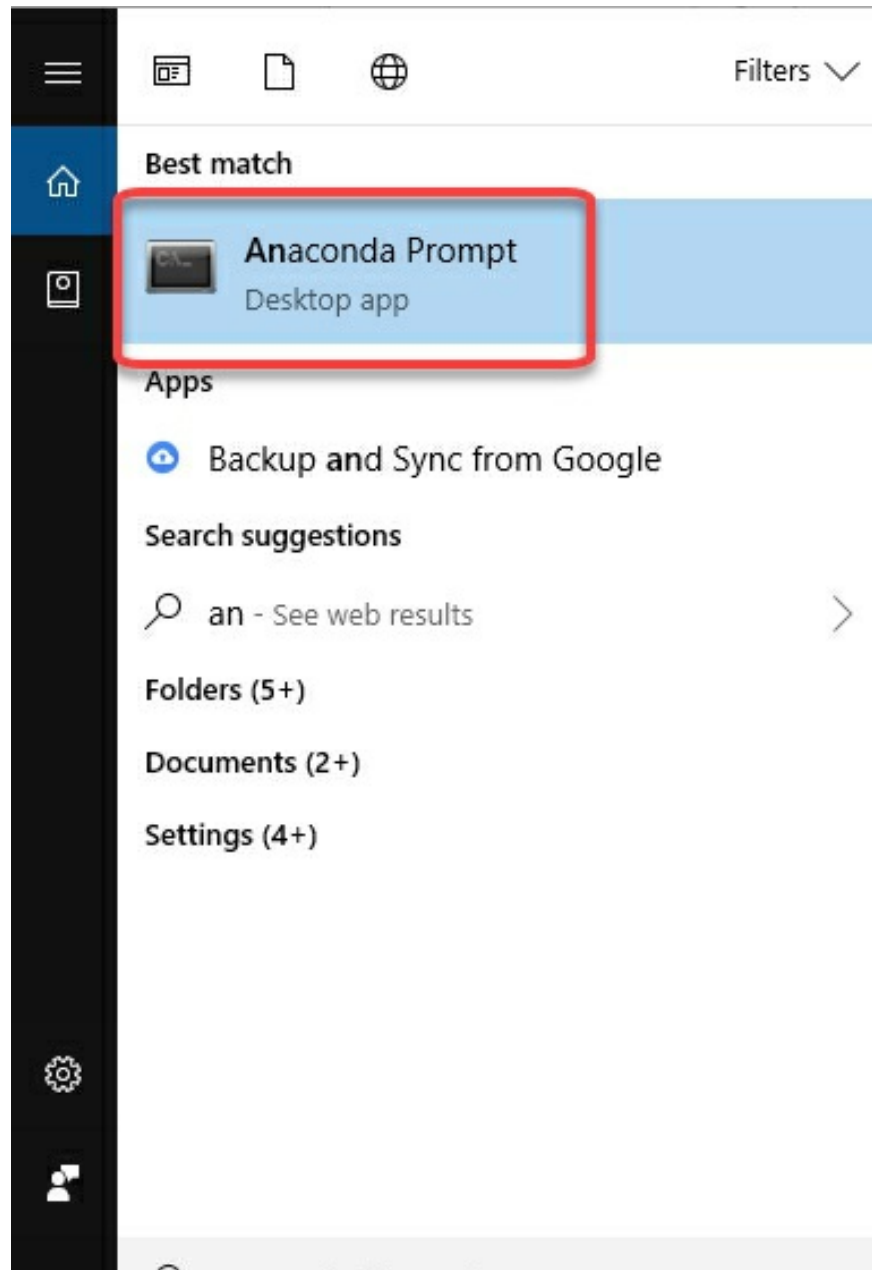 Filters
Best match
Anaconda Prompt
Desktop app
Apps
Backup and Sync from Google
Search suggestions
an - See web results
Folders (5+)
Documents (2+)
Settings (4+)